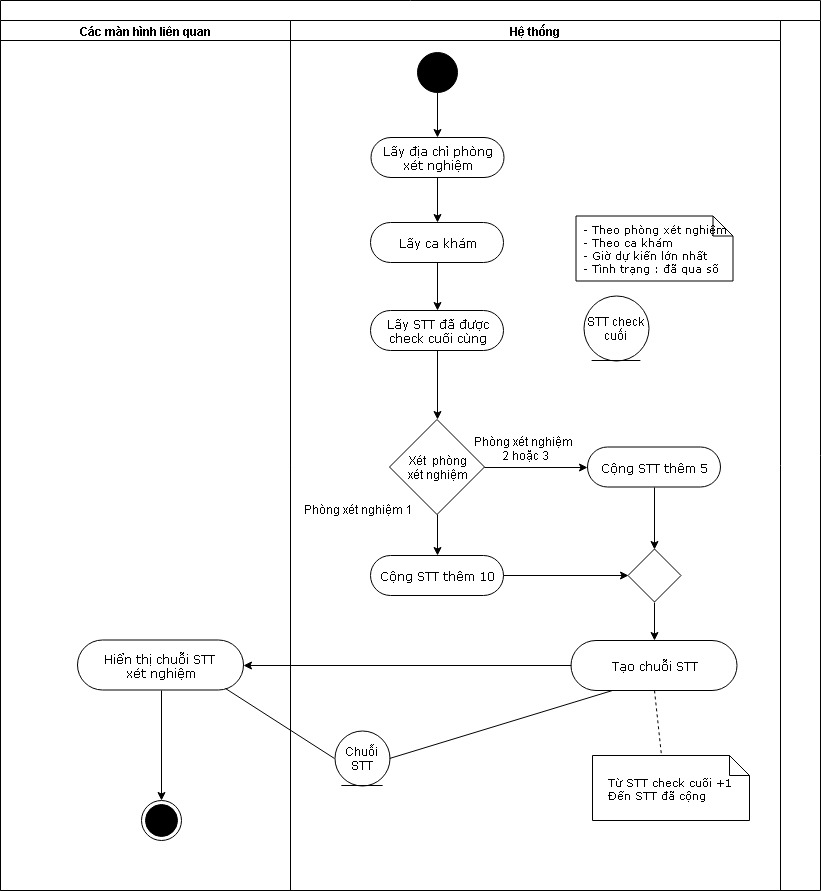 Các màn hình liên quan
Hệ thống
Lấy địa chỉ phòng
xét nghiệm
Lấy ca khám
- Theo phòng xét nghiệm
- Theo ca khám
- Giờ dự kiến lớn nhất
- Tình trạng : đã qua số
Lấy STT đã được
check cuối cùng
STT check
cuối
Xét phòng
xét nghiệm
Phòng xét nghiệm
2 hoặc 3
Cộng STT thêm 5
Phòng xét nghiệm 1
Cộng STT thêm 10
Hiển thị chuỗi STT
xét nghiệm
Tạo chuỗi STT
Chuỗi
STT
Từ STT check cuối +1
Đến STT đã cộng